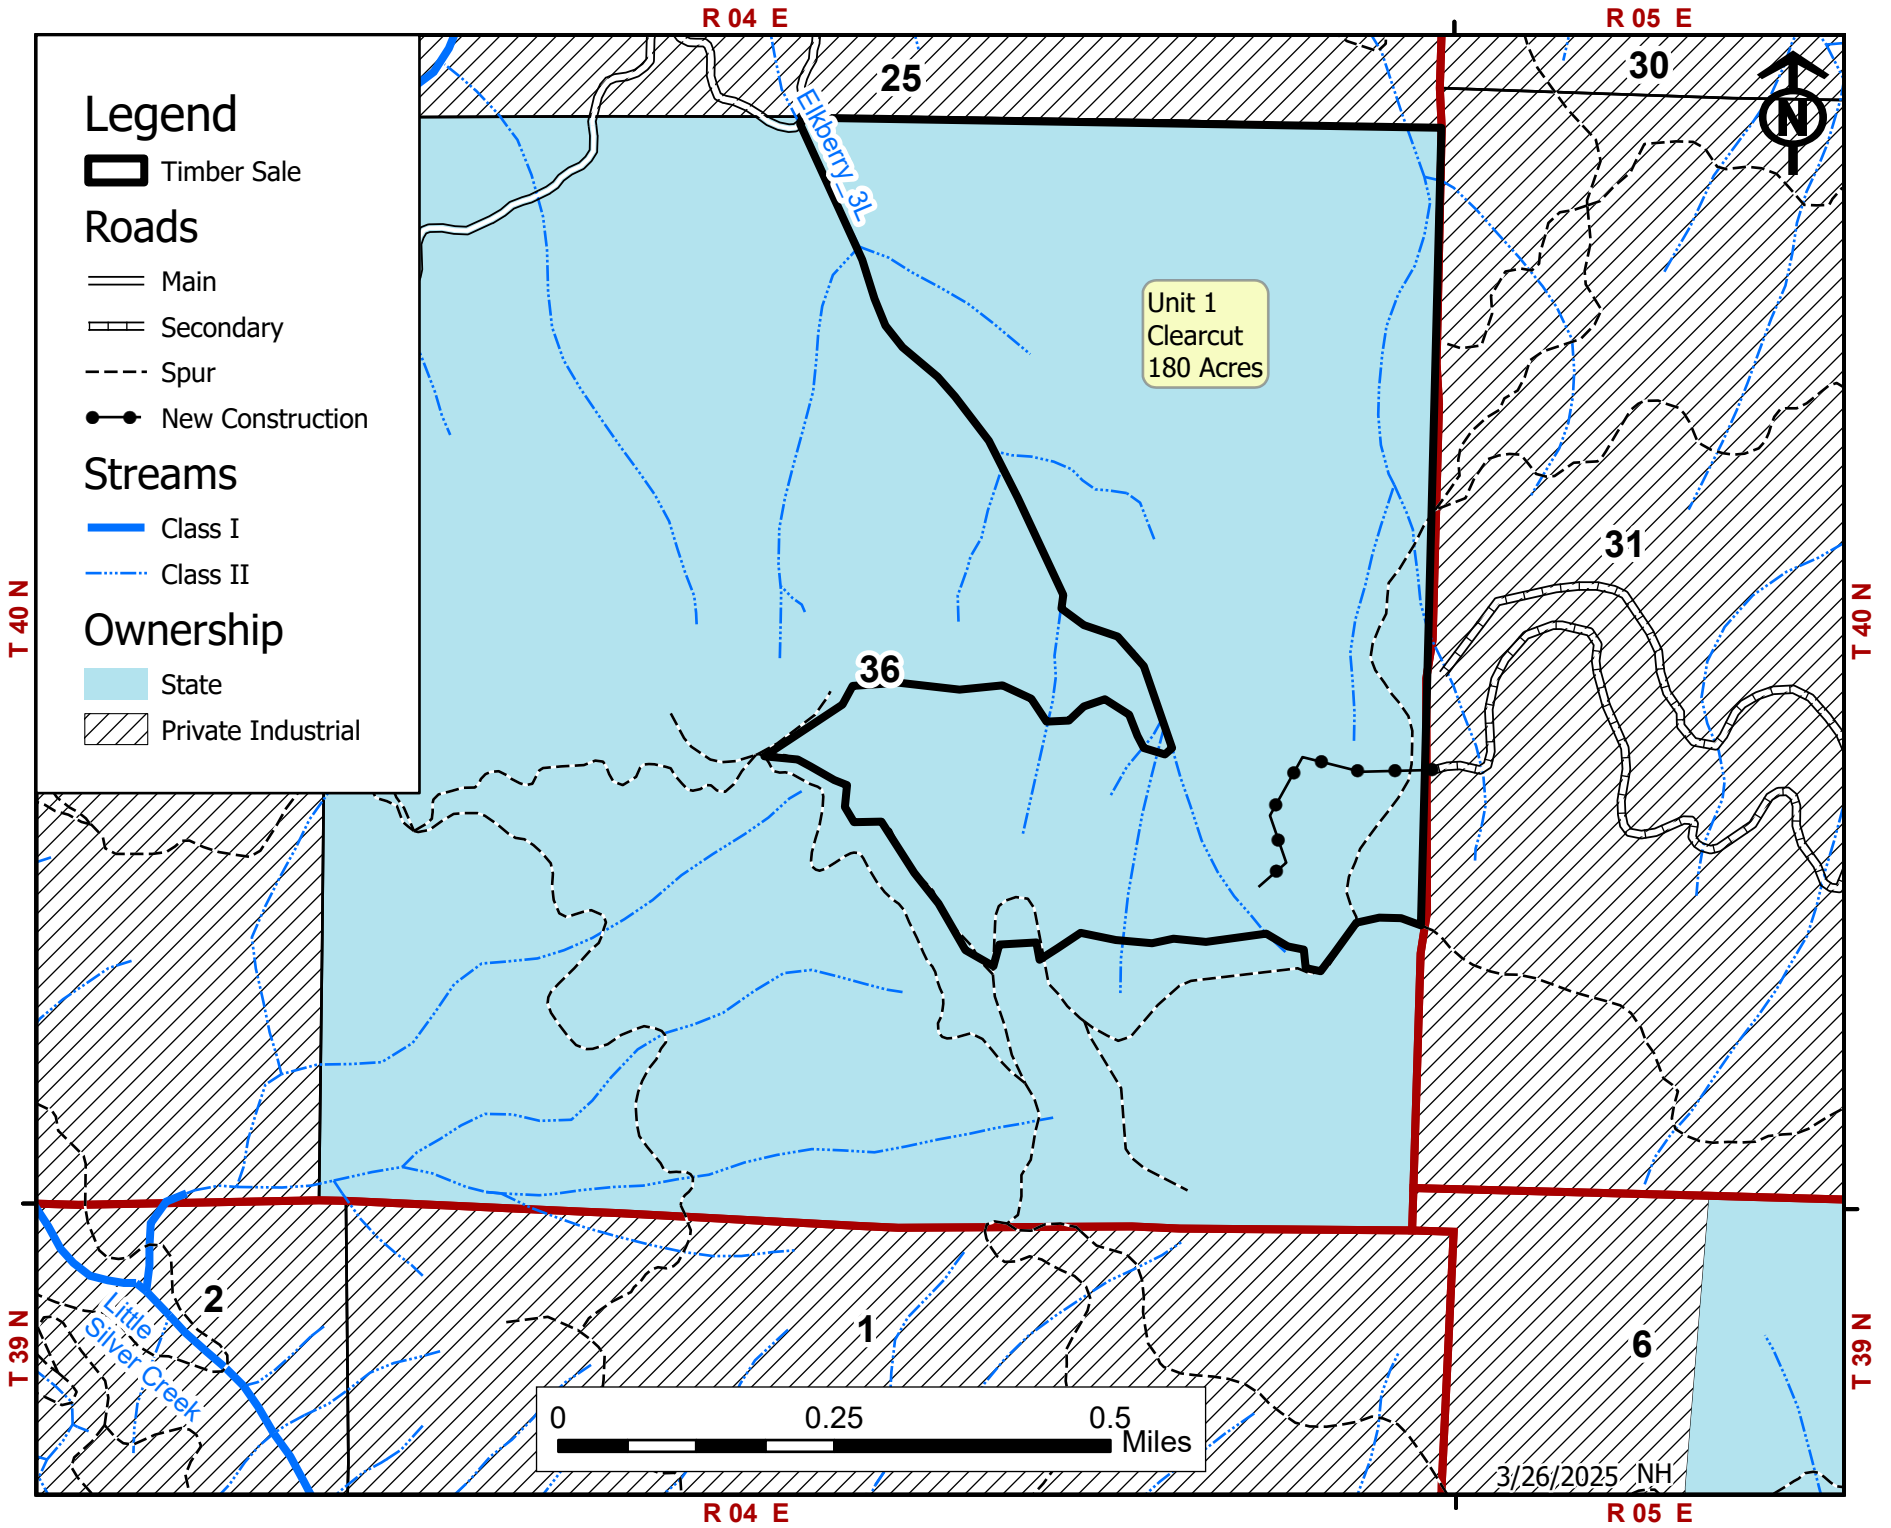 R 04 E
R 05 E
Legend
Timber Sale
Roads
Main
Secondary
Spur
New Construction
Streams
Class I
Class II
Ownership
State
Private Industrial
25
30
N
Elkberry_3L
Unit 1
Clearcut
180 Acres
31
T 40 N
T 40 N
36
2
Little
Silver Creek
1
6
T 39 N
T 39 N
0
0.25
0.5
Miles
3/26/2025 NH
R 04 E
R 05 E